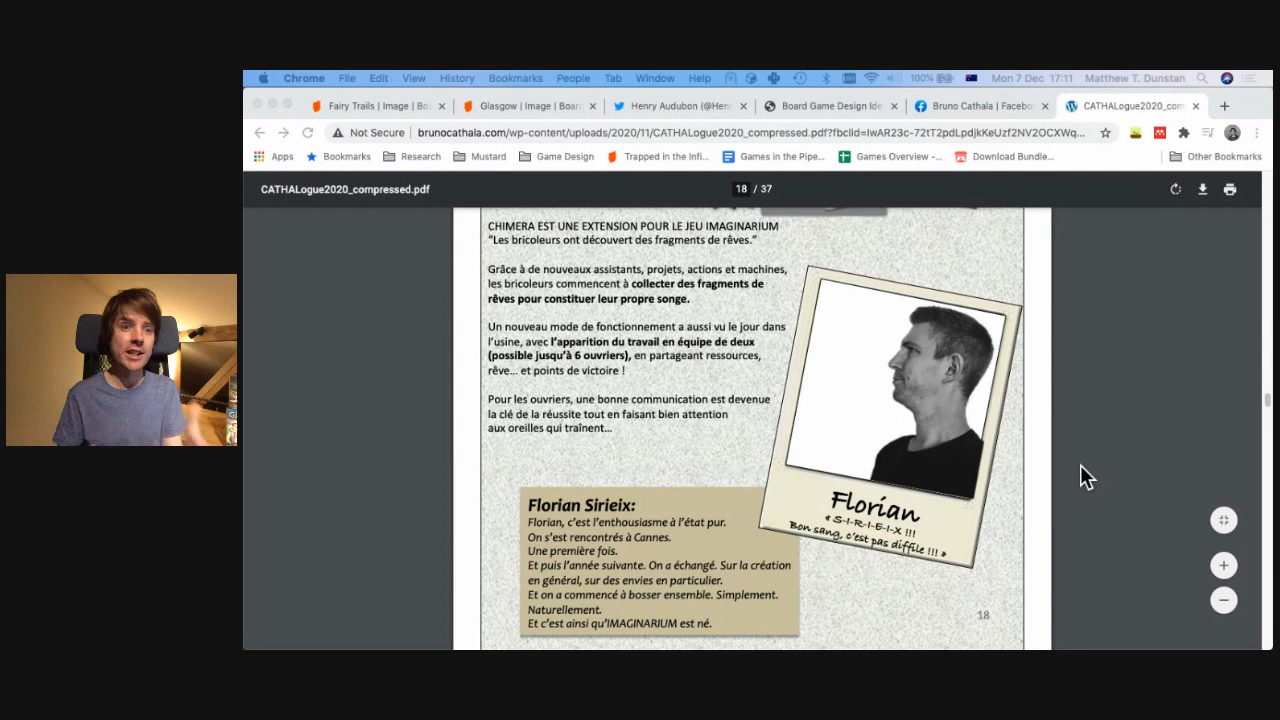 Chrome File Edit View History Bookmarks People Tab Window Help 100% Mon 7 Dec 17:11 Matthew T. Dunstan
Fairy Trails | Image | Bo Glasgow | Image | Boar Henry Audubon (@Hen Board Game Design Ide Bruno Cathala | Facebo CATHALogue2020_com
Not Secure brunocathala.com/wp-content/uploads/2020/11/CATHALogue2020_compressed.pdf?fbclid=IwAR23c-72tT2pdLpdjkKeUzf2NV2OCXWq...
Apps Bookmarks Research Mustard Game Design Trapped in the Infi... Games in the Pipe... Games Overview -... Download Bundle... Other Bookmarks
CATHALogue2020_compressed.pdf 18 / 37
CHIMERA EST UNE EXTENSION POUR LE JEU IMAGINARIUM
“Les bricoleurs ont découvert des fragments de rêves.”
Grâce à de nouveaux assistants, projets, actions et machines,
les bricoleurs commencent à collecter des fragments de
rêves pour constituer leur propre songe.
Un nouveau mode de fonctionnement a aussi vu le jour dans
l’usine, avec l’apparition du travail en équipe de deux
(possible jusqu’à 6 ouvriers), en partageant ressources,
rêve... et points de victoire !
Pour les ouvriers, une bonne communication est devenue
la clé de la réussite tout en faisant bien attention
aux oreilles qui traînent...
Florian
« S-I-R-I-E-I-X !!!
Bon sang, c'est pas diffile !!! »
Florian Sirieix:
Florian, c’est l’enthousiasme à l’état pur.
On s’est rencontrés à Cannes.
Une première fois.
Et puis l’année suivante. On a échangé. Sur la création
en général, sur des envies en particulier.
Et on a commencé à bosser ensemble. Simplement.
Naturellement.
Et c’est ainsi qu’IMAGINARIUM est né.
18